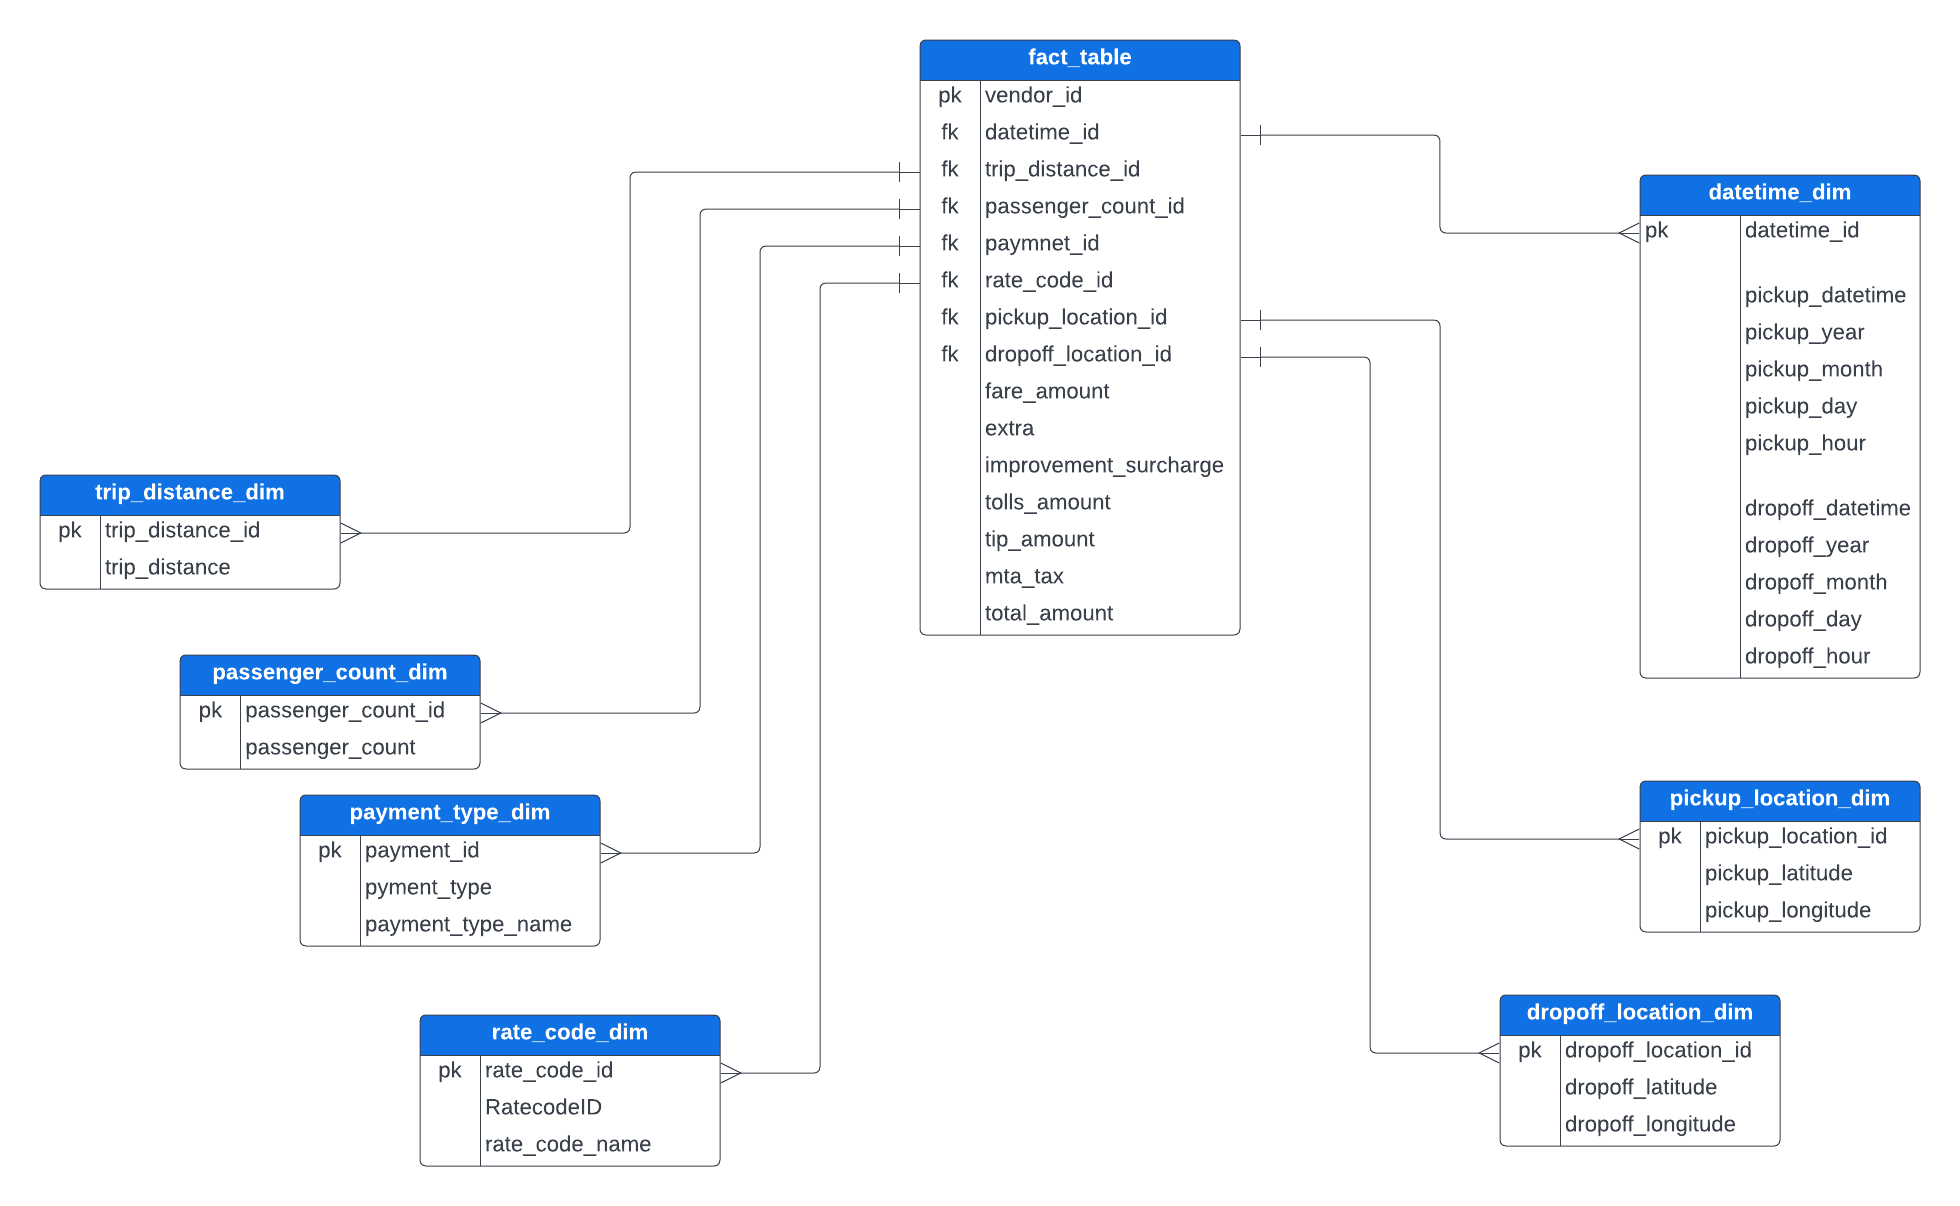 fact_table
pk vendor_id
fk datetime_id
fk trip_distance_id
fk passenger_count_id
fk paymnet_id
fk rate_code_id
fk pickup_location_id
fk dropoff_location_id
fare_amount
extra
improvement_surcharge
tolls_amount
tip_amount
mta_tax
total_amount
datetime_dim
pk datetime_id
pickup_datetime
pickup_year
pickup_month
pickup_day
pickup_hour
dropoff_datetime
dropoff_year
dropoff_month
dropoff_day
dropoff_hour
trip_distance_dim
pk trip_distance_id
trip_distance
passenger_count_dim
pk passenger_count_id
passenger_count
payment_type_dim
pk payment_id
pyment_type
payment_type_name
rate_code_dim
pk rate_code_id
RatecodeID
rate_code_name
pickup_location_dim
pk pickup_location_id
pickup_latitude
pickup_longitude
dropoff_location_dim
pk dropoff_location_id
dropoff_latitude
dropoff_longitude